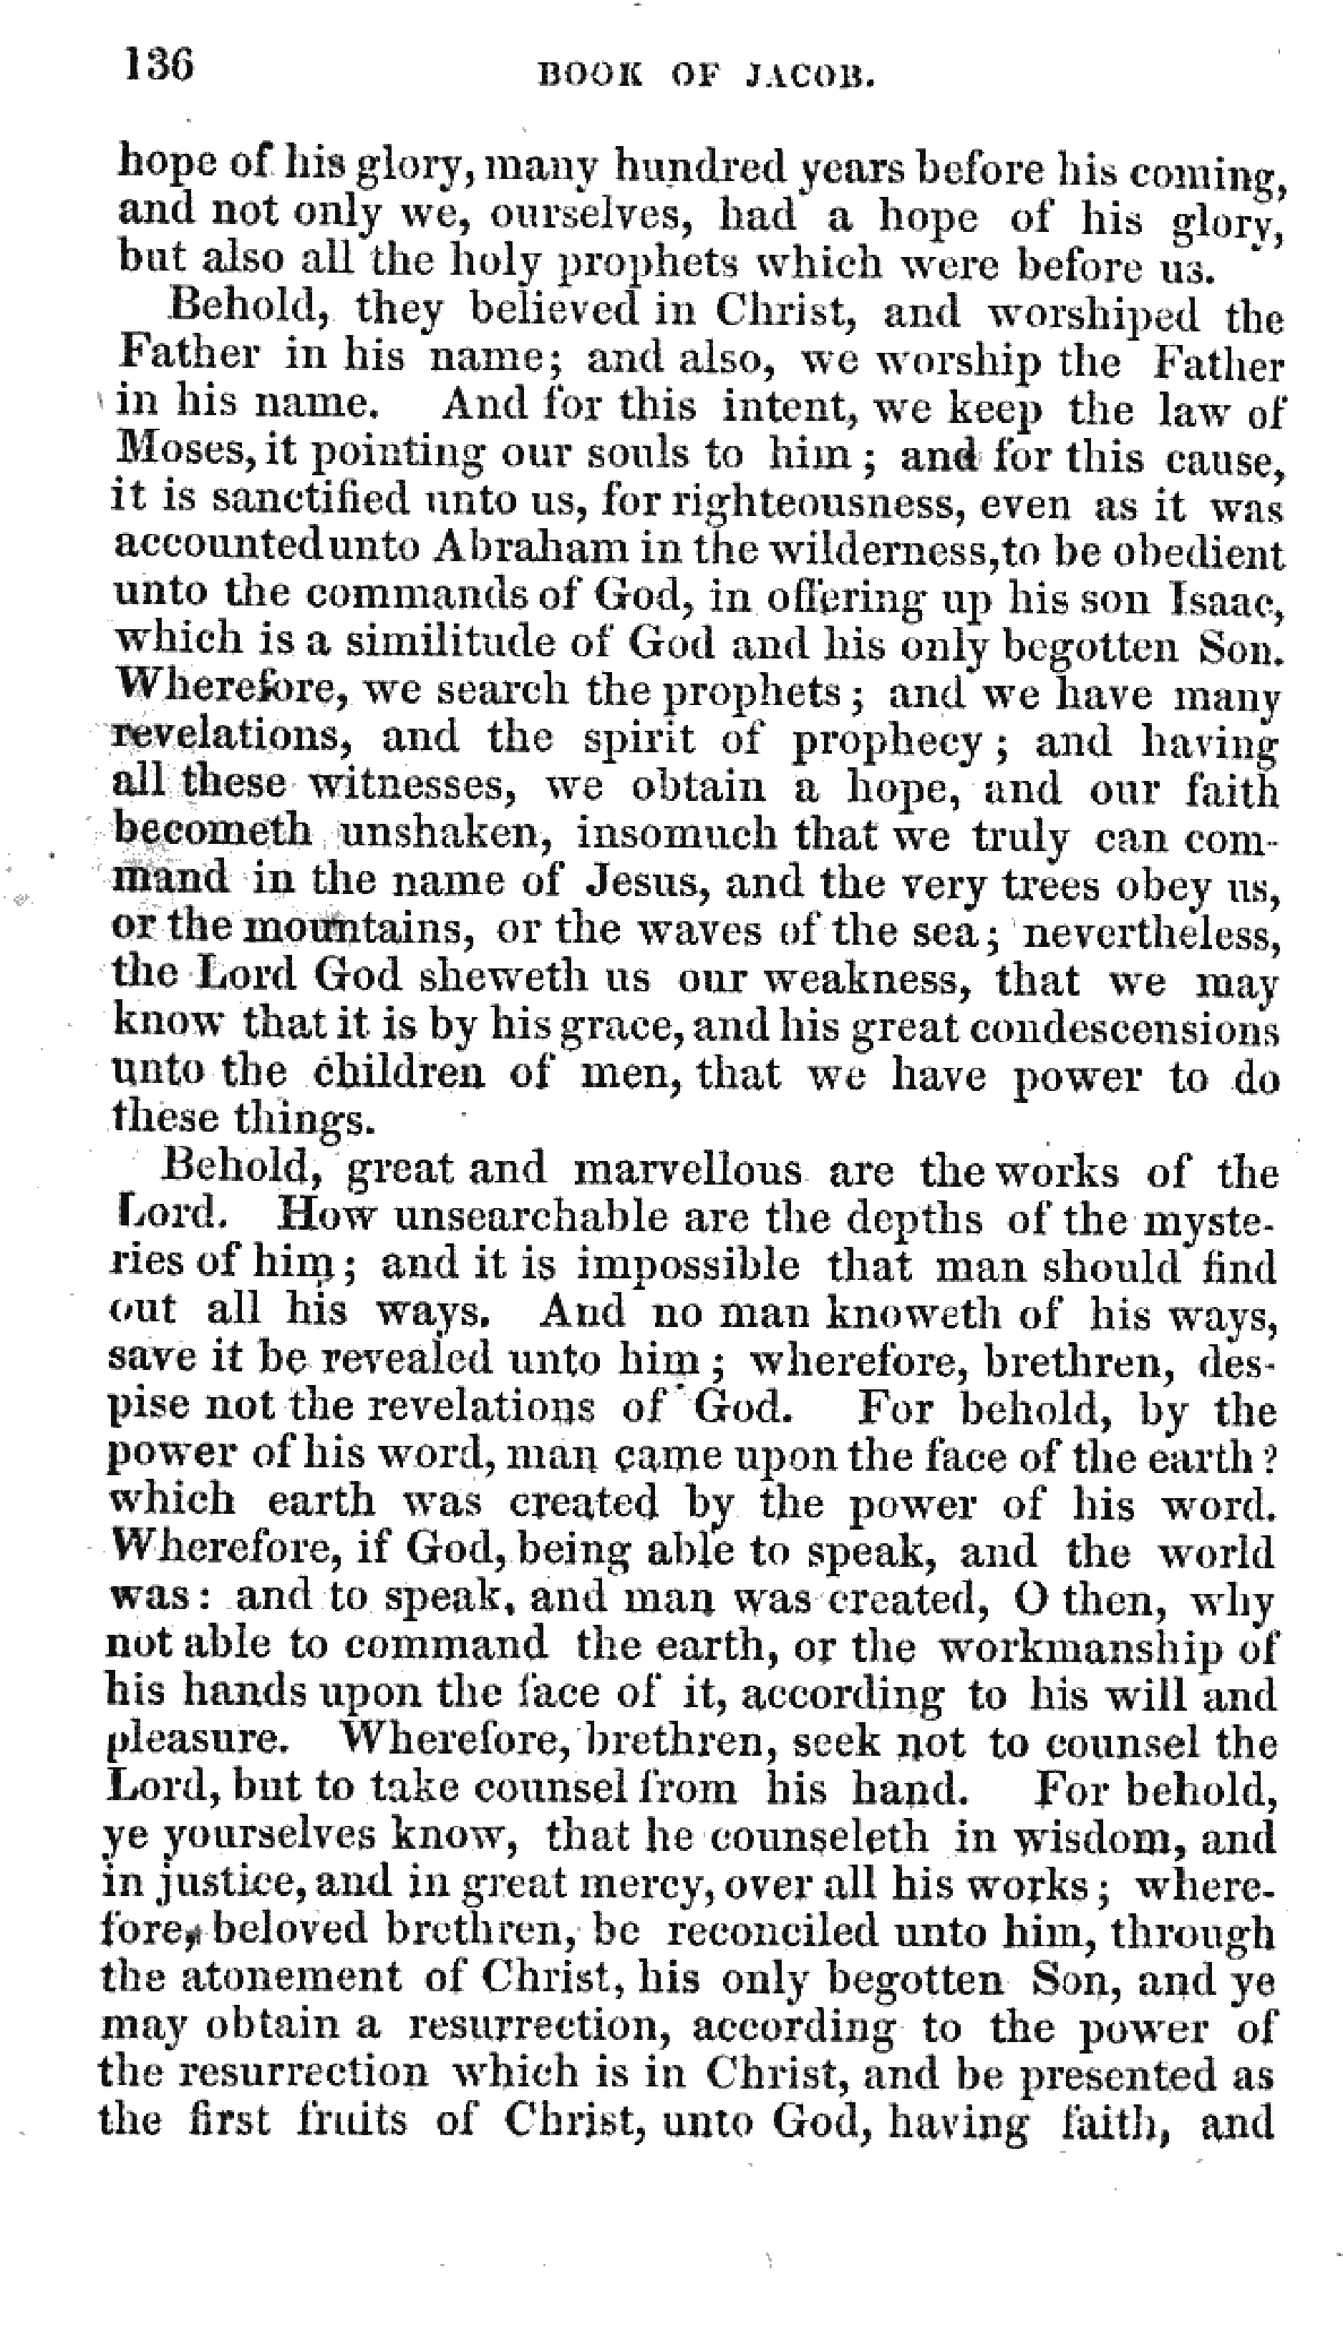 136
BOOK OF JACOB.
hope of his glory, many hundred years before his coming,
and not only we, ourselves, had a hope of his glory,
but also all the holy prophets which were before us.
Behold, they believed in Christ, and worshiped the
Father in his name; and also, we worship the Father
in his name. And for this intent, we keep the law of
Moses, it pointing our souls to him; and for this cause,
it is sanctified unto us, for righteousness, even as it was
accounted unto Abraham in the wilderness, to be obedient
unto the commands of God, in offering up his son Isaac,
which is a similitude of God and his only begotten Son.
Wherefore, we search the prophets; and we have many
revelations, and the spirit of prophecy; and having
all these witnesses, we obtain a hope, and our faith
becometh unshaken, insomuch that we truly can com-
mand in the name of Jesus, and the very trees obey us,
or the mountains, or the waves of the sea; nevertheless,
the Lord God sheweth us our weakness, that we may
know that it is by his grace, and his great condescensions
unto the children of men, that we have power to do
these things.
Behold, great and marvellous are the works of the
Lord. How unsearchable are the depths of the myste-
ries of him; and it is impossible that man should find
out all his ways. And no man knoweth of his ways,
save it be revealed unto him; wherefore, brethren, des-
pise not the revelations of God. For behold, by the
power of his word, man came upon the face of the earth?
which earth was created by the power of his word.
Wherefore, if God, being able to speak, and the world
was: and to speak, and man was created, O then, why
not able to command the earth, or the workmanship of
his hands upon the face of it, according to his will and
pleasure. Wherefore, brethren, seek not to counsel the
Lord, but to take counsel from his hand. For behold,
ye yourselves know, that he counseleth in wisdom, and
in justice, and in great mercy, over all his works; where-
fore, beloved brethren, be reconciled unto him, through
the atonement of Christ, his only begotten Son, and ye
may obtain a resurrection, according to the power of
the resurrection which is in Christ, and be presented as
the first fruits of Christ, unto God, having faith, and